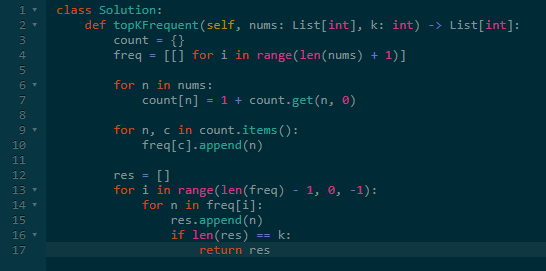 1 class Solution:
2     def topKFrequent(self, nums: List[int], k: int) -> List[int]:
3         count = {}
4         freq = [[] for i in range(len(nums) + 1)]
5
6         for n in nums:
7             count[n] = 1 + count.get(n, 0)
8
9         for n, c in count.items():
10             freq[c].append(n)
11
12         res = []
13         for i in range(len(freq) - 1, 0, -1):
14             for n in freq[i]:
15                 res.append(n)
16                 if len(res) == k:
17                     return res